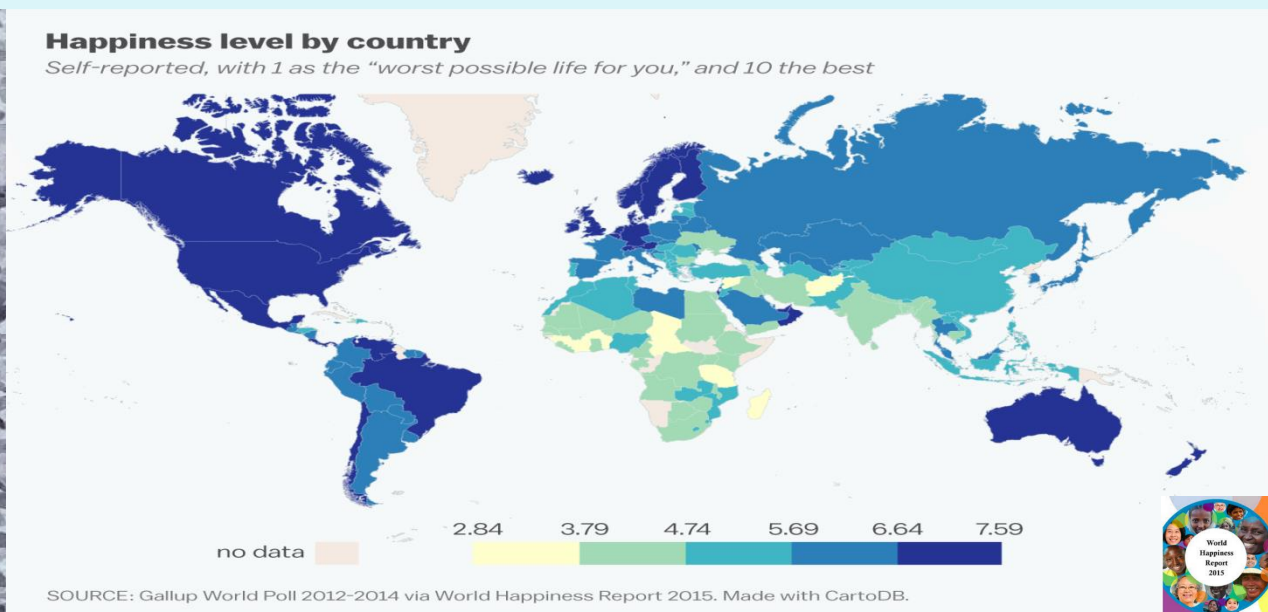 Happiness level by country
Self-reported, with 1 as the “worst possible life for you,” and 10 the best
2.84 3.79 4.74 5.69 6.64 7.59
no data
SOURCE: Gallup World Poll 2012-2014 via World Happiness Report 2015. Made with CartoDB.
World
Happiness
Report
2015